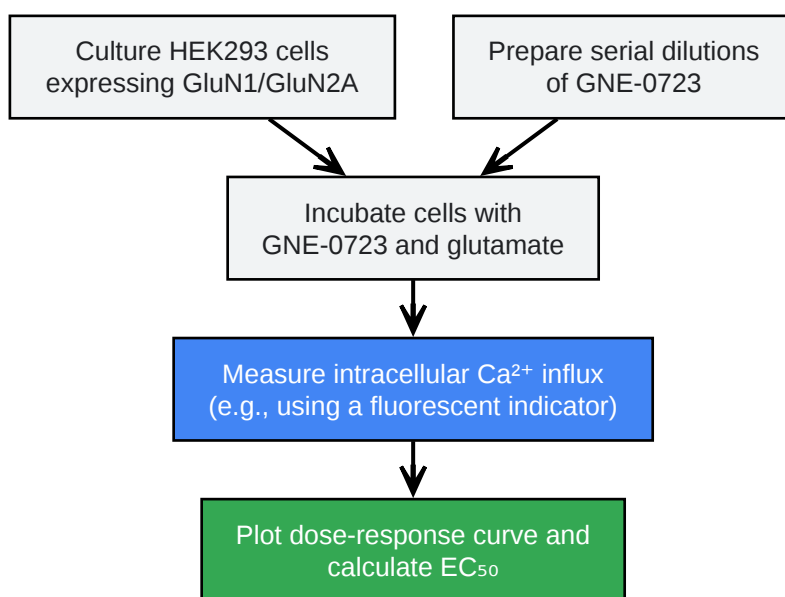 Culture HEK293 cells
expressing GluN1/GluN2A
Prepare serial dilutions
of GNE-0723
Incubate cells with
GNE-0723 and glutamate
Measure intracellular Ca²⁺ influx
(e.g., using a fluorescent indicator)
Plot dose-response curve and
calculate EC₅₀